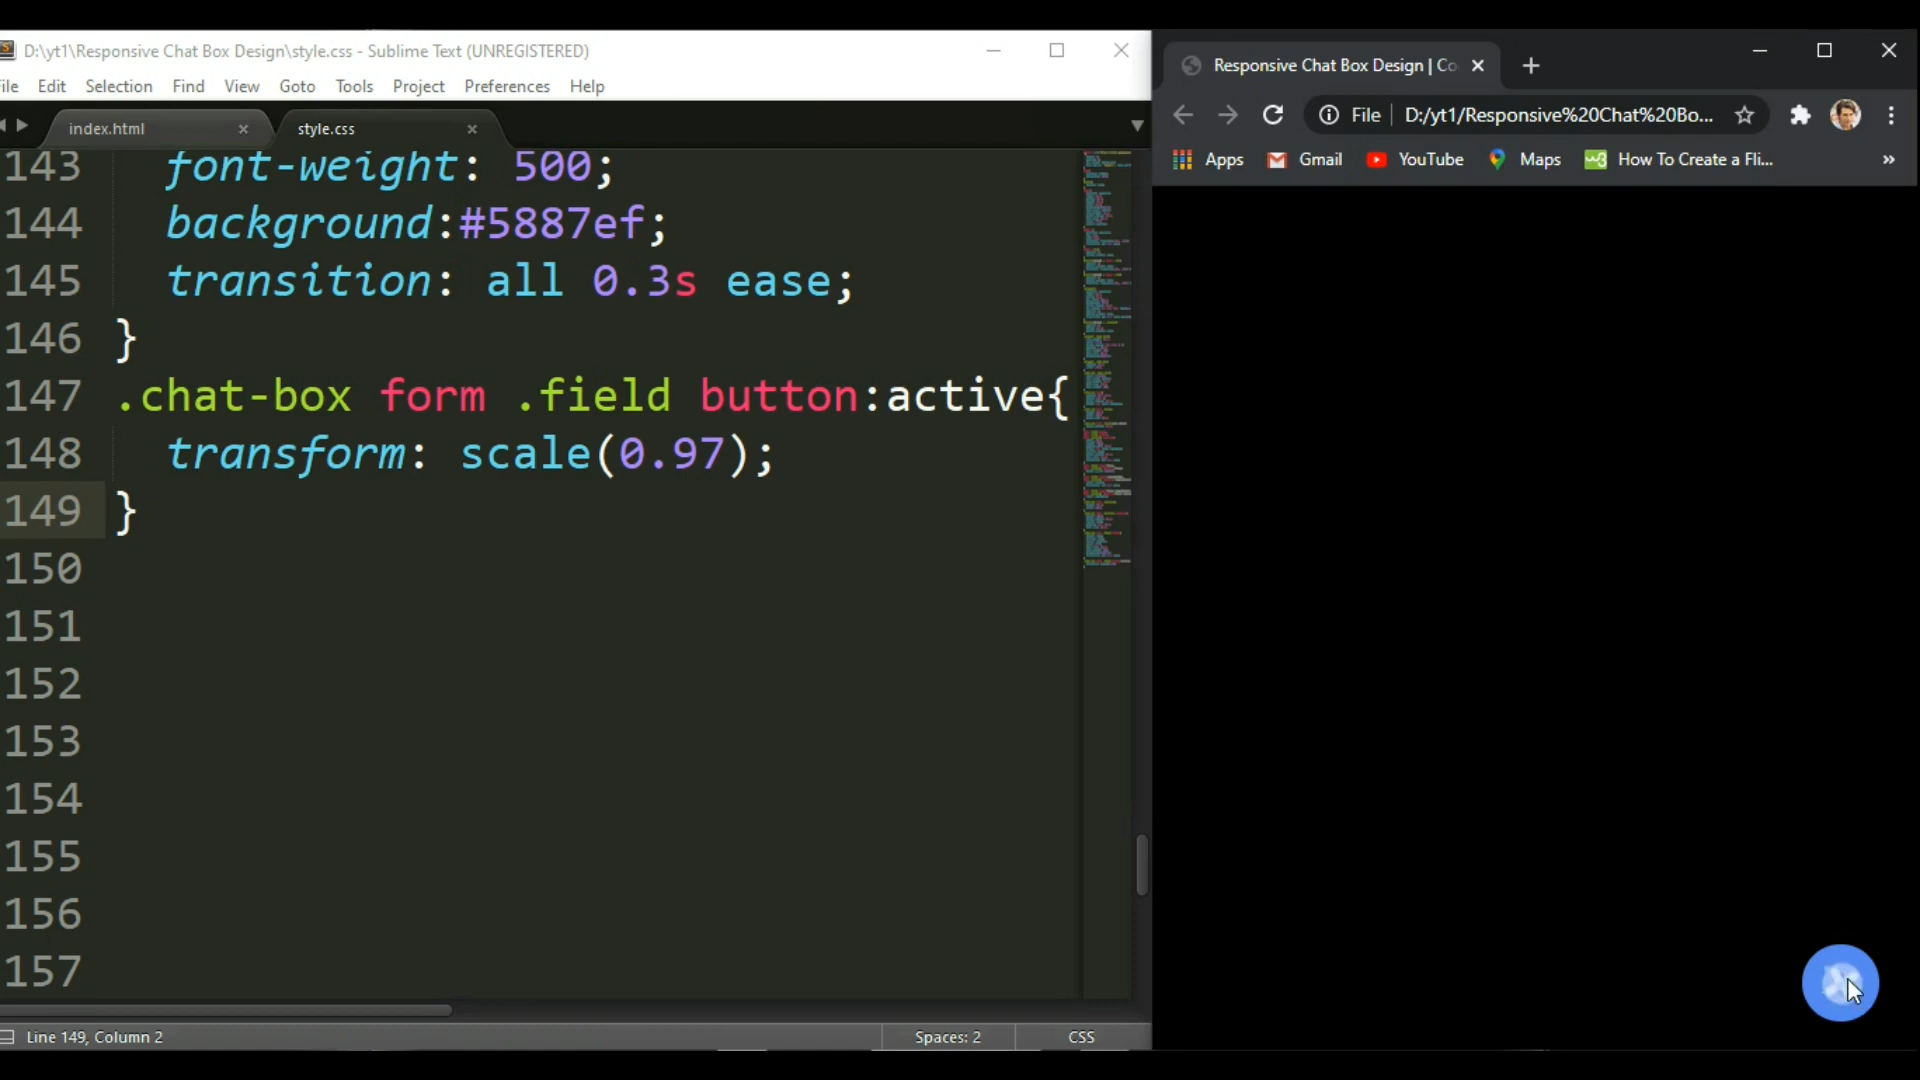 D:\yt1\Responsive Chat Box Design\style.css - Sublime Text (UNREGISTERED)
ile Edit Selection Find View Goto Tools Project Preferences Help
index.html style.css
143 font-weight: 500;
144 background:#5887ef;
145 transition: all 0.3s ease;
146 }
147 .chat-box form .field button:active{
148 transform: scale(0.97);
149 }
150
151
152
153
154
155
156
157
Line 149, Column 2 Spaces: 2 CSS
Responsive Chat Box Design | Co
File D:/yt1/Responsive%20Chat%20Bo...
Apps Gmail YouTube Maps How To Create a Fli... »